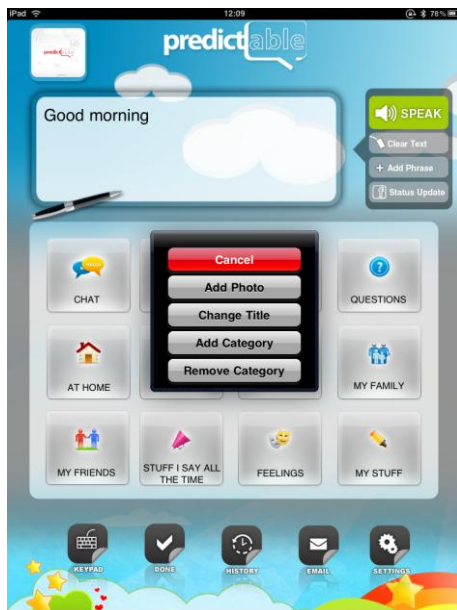 iPad 12:09 78%
predictable
predictable
Good morning
SPEAK
Clear Text
+ Add Phrase
Status Update
Cancel
Add Photo
Change Title
Add Category
Remove Category
CHAT
QUESTIONS
AT HOME
MY FAMILY
MY FRIENDS
STUFF I SAY ALL
THE TIME
FEELINGS
MY STUFF
KEYPAD
DONE
HISTORY
EMAIL
SETTINGS